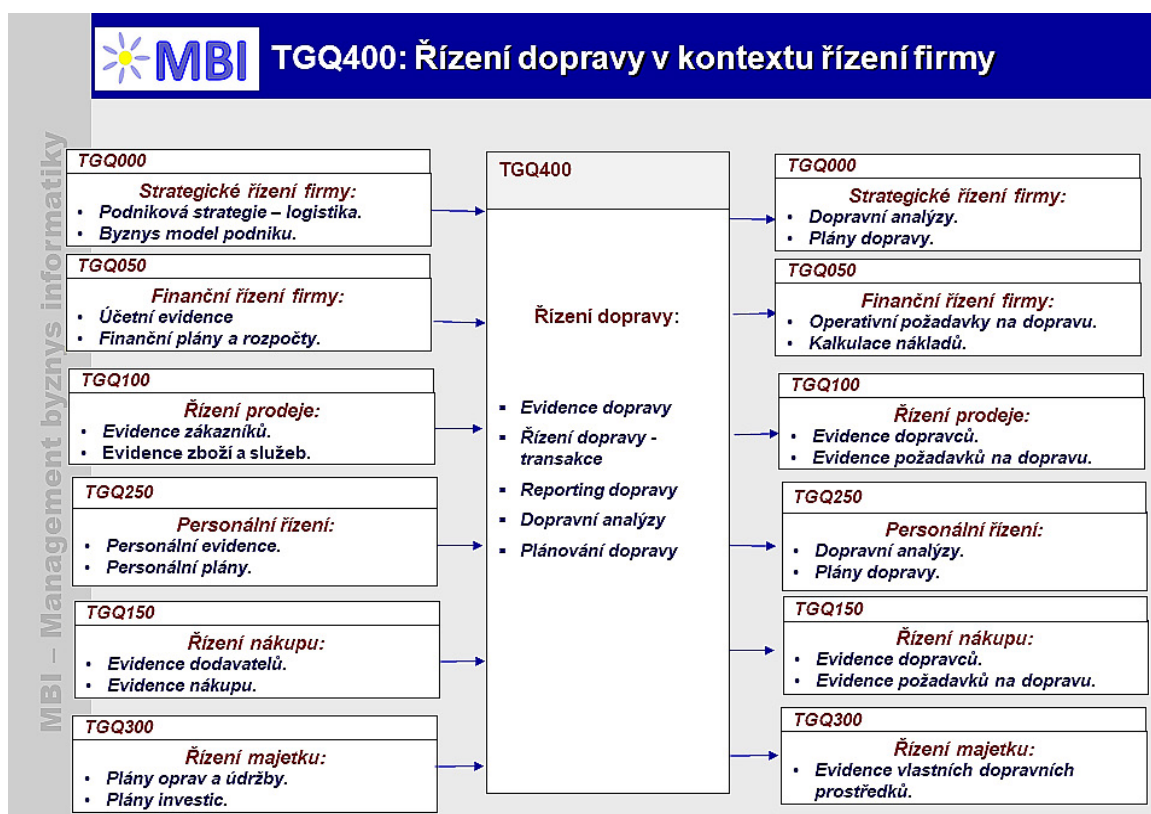 MBI
TGQ400: Řízení dopravy v kontextu řízení firmy
MBI – Management byznys informatiky
TGQ000
Strategické řízení firmy:
• Podniková strategie – logistika.
• Byznys model podniku.
TGQ050
Finanční řízení firmy:
• Účetní evidence
• Finanční plány a rozpočty.
TGQ100
Řízení prodeje:
• Evidence zákazníků.
• Evidence zboží a služeb.
TGQ250
Personální řízení:
• Personální evidence.
• Personální plány.
TGQ150
Řízení nákupu:
• Evidence dodavatelů.
• Evidence nákupu.
TGQ300
Řízení majetku:
• Plány oprav a údržby.
• Plány investic.
TGQ400
Řízení dopravy:
▪ Evidence dopravy
▪ Řízení dopravy -
transakce
▪ Reporting dopravy
▪ Dopravní analýzy
▪ Plánování dopravy
TGQ000
Strategické řízení firmy:
• Dopravní analýzy.
• Plány dopravy.
TGQ050
Finanční řízení firmy:
• Operativní požadavky na dopravu.
• Kalkulace nákladů.
TGQ100
Řízení prodeje:
• Evidence dopravců.
• Evidence požadavků na dopravu.
TGQ250
Personální řízení:
• Dopravní analýzy.
• Plány dopravy.
TGQ150
Řízení nákupu:
• Evidence dopravců.
• Evidence požadavků na dopravu.
TGQ300
Řízení majetku:
• Evidence vlastních dopravních
prostředků.